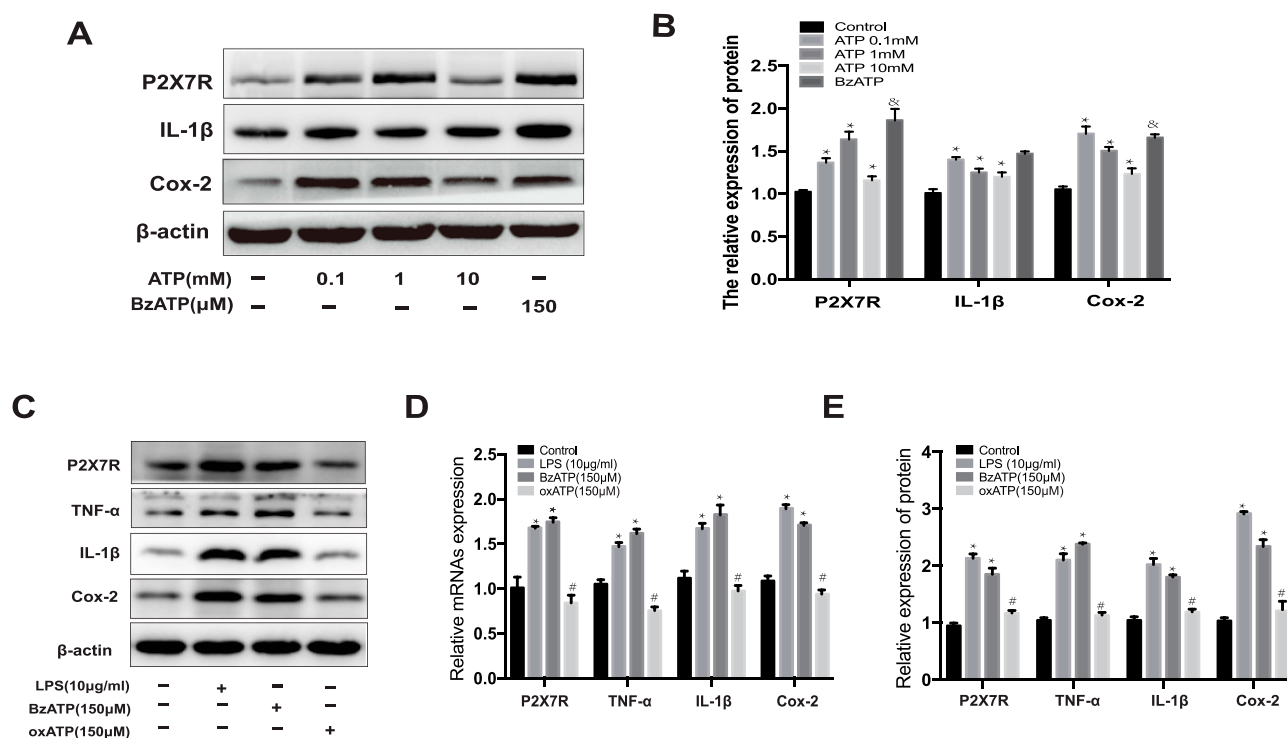 A
P2X7R
IL-1β
Cox-2
β-actin
ATP(mM) – 0.1 1 10 –
BzATP(μM) – – – – 150
B
Control
ATP 0.1mM
ATP 1mM
ATP 10mM
BzATP
The relative expression of protein
2.5
2.0
1.5
1.0
0.5
0.0
* * * &
* * *
* * * &
P2X7R IL-1β Cox-2
C
P2X7R
TNF-α
IL-1β
Cox-2
β-actin
LPS(10μg/ml) – + – –
BzATP(150μM) – – + –
oxATP(150μM) – – – +
D
Control
LPS (10μg/ml)
BzATP(150μM)
oxATP(150μM)
Relative mRNAs expression
2.5
2.0
1.5
1.0
0.5
0.0
* * #
* * #
* * #
* * #
P2X7R TNF-α IL-1β Cox-2
E
Control
LPS (10μg/ml)
BzATP(150μM)
oxATP(150μM)
Relative expression of protein
4
3
2
1
0
* * #
* * #
* * #
* * #
P2X7R TNF-α IL-1β Cox-2